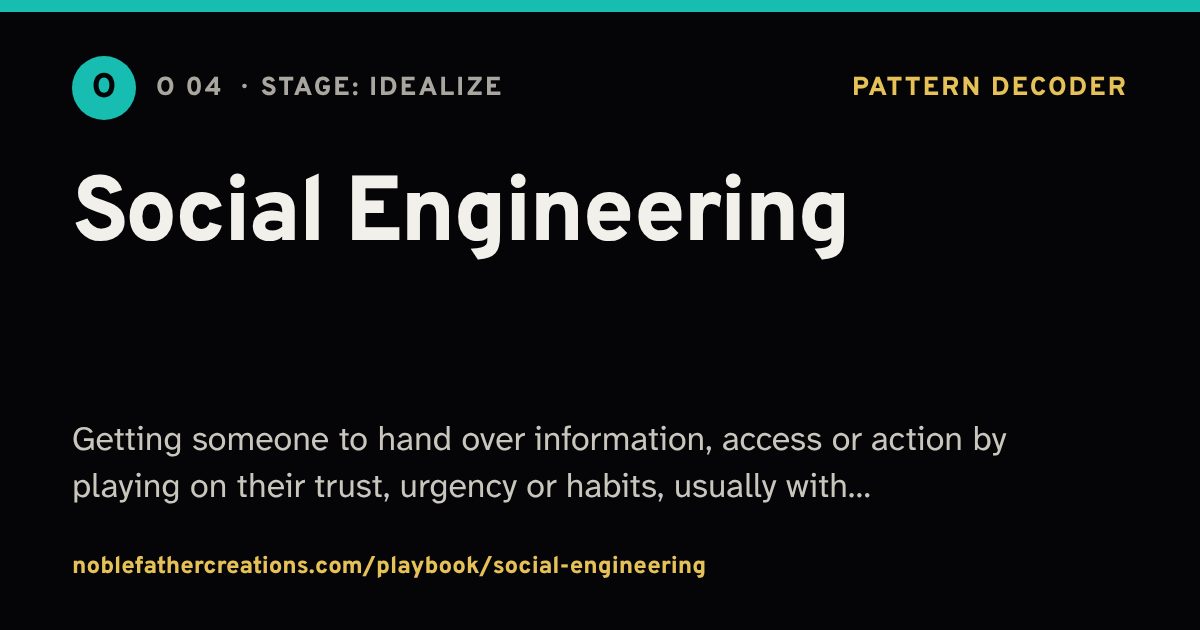 O
O 04 · STAGE: IDEALIZE
PATTERN DECODER
Social Engineering
Getting someone to hand over information, access or action by
playing on their trust, urgency or habits, usually with...
noblefathercreations.com/playbook/social-engineering